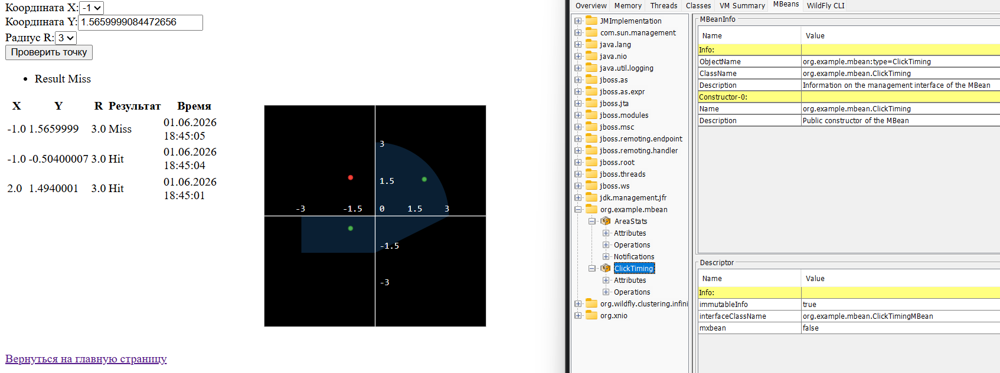 Координата X: -1
Координата Y: 1.5659999084472656
Радиус R: 3
Проверить точку
Result Miss
X Y R Результат Время
-1.0 1.5659999 3.0 Miss 01.06.2026 18:45:05
-1.0 -0.50400007 3.0 Hit 01.06.2026 18:45:04
2.0 1.4940001 3.0 Hit 01.06.2026 18:45:01
3
1.5
-3 -1.5 0 1.5 3
-1.5
-3
Вернуться на главную страницу
Overview Memory Threads Classes VM Summary MBeans WildFly CLI
JMImplementation
com.sun.management
java.lang
java.nio
java.util.logging
jboss.as
jboss.as.expr
jboss.jta
jboss.modules
jboss.msc
jboss.remoting.endpoint
jboss.remoting.handler
jboss.root
jboss.threads
jboss.ws
jdk.management.jfr
org.example.mbean
AreaStats
Attributes
Operations
Notifications
ClickTiming
Attributes
Operations
org.wildfly.clustering.infini
org.xnio
MBeanInfo
Name Value
Info:
ObjectName org.example.mbean:type=ClickTiming
ClassName org.example.mbean.ClickTiming
Description Information on the management interface of the MBean
Constructor-0:
Name org.example.mbean.ClickTiming
Description Public constructor of the MBean
Descriptor
Name Value
Info:
immutableInfo true
interfaceClassName org.example.mbean.ClickTimingMBean
mxbean false